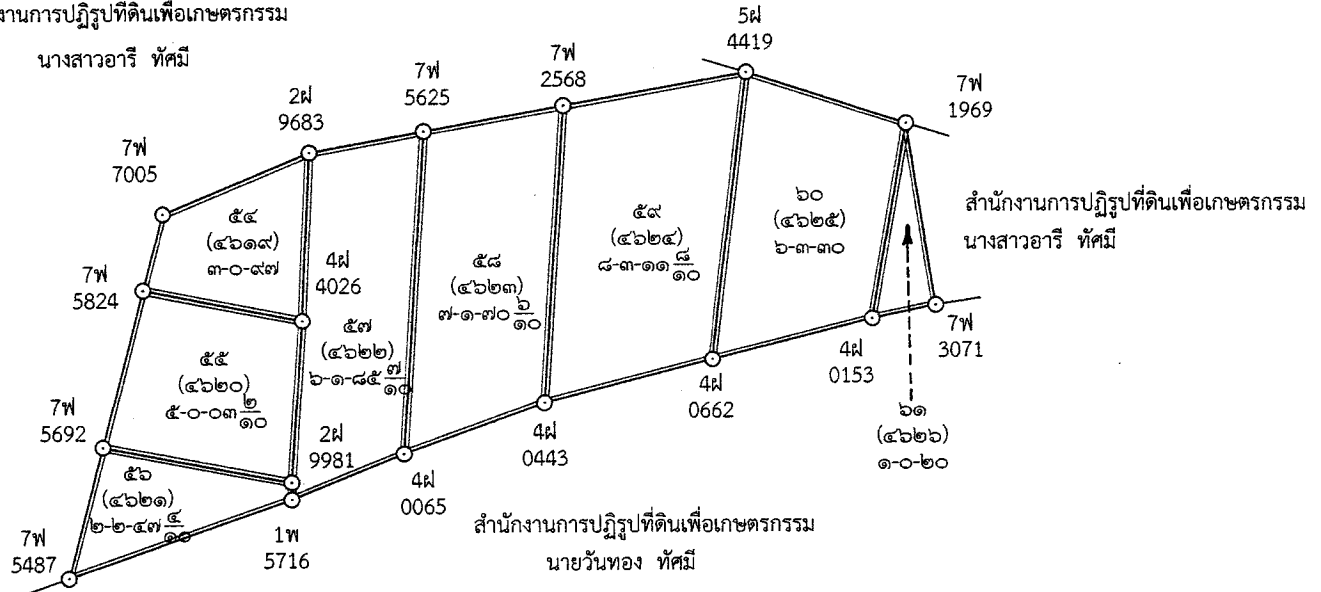 งานการปฏิรูปที่ดินเพื่อเกษตรกรรม
นางสาวอารี ทัศมี
5ฝ
4419
7ฟ
2568
7ฟ
5625
7ฟ
1969
2ฝ
9683
7ฟ
7005
๕๔
(๔๖๑๙)
๓-๐-๙๗
๕๙
(๔๖๒๔)
๘-๓-๑๑ ๘/๑๐
๖๐
(๔๖๒๕)
๖-๓-๓๐
สำนักงานการปฏิรูปที่ดินเพื่อเกษตรกรรม
นางสาวอารี ทัศมี
7ฟ
5824
4ฝ
4026
๕๘
(๔๖๒๓)
๗-๑-๗๐ ๖/๑๐
๕๗
(๔๖๒๒)
๖-๑-๘๕ ๗/๑๐
๕๕
(๔๖๒๐)
๕-๐-๐๓ ๒/๑๐
4ฝ
0153
7ฟ
3071
4ฝ
0662
7ฟ
5692
2ฝ
9981
4ฝ
0443
๖๑
(๔๖๒๖)
๑-๐-๒๐
๕๖
(๔๖๒๑)
๒-๒-๔๗ ๔/๑๐
4ฝ
0065
7ฟ
5487
1พ
5716
สำนักงานการปฏิรูปที่ดินเพื่อเกษตรกรรม
นายวันทอง ทัศมี